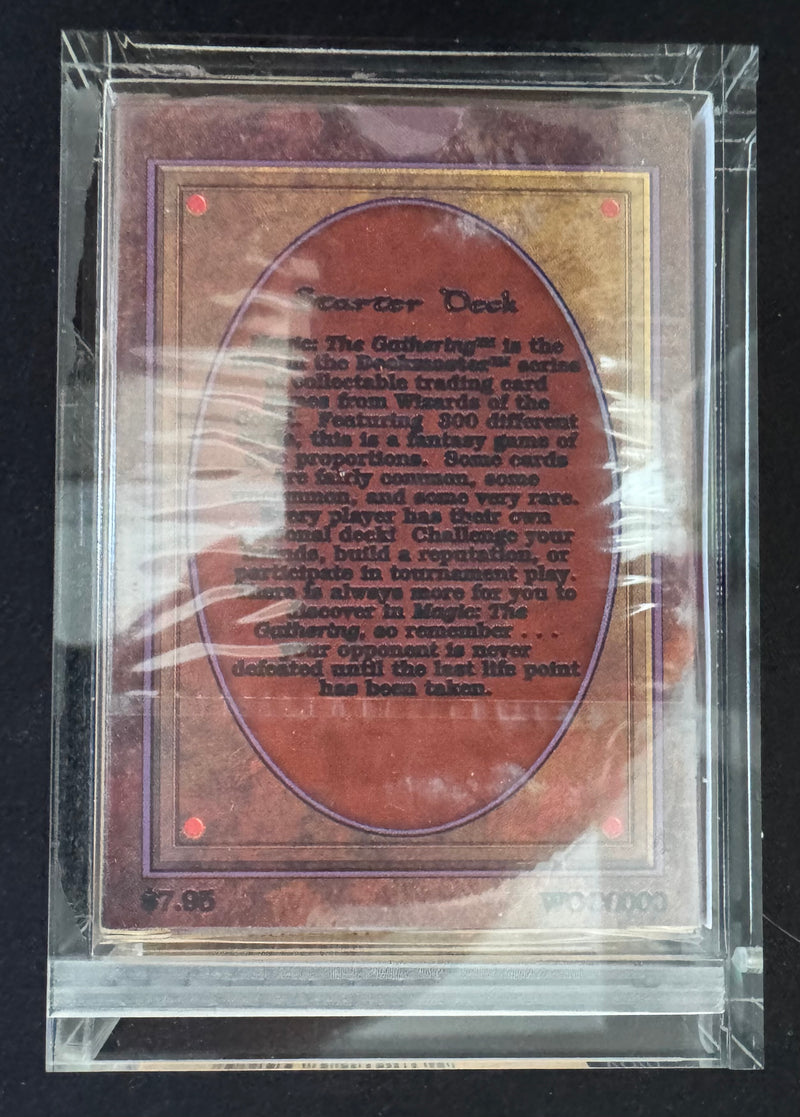 Starter Deck
Magic: The Gathering™ is the
the Deckmaster™ series
collectable trading card
from Wizards of the
Featuring 300 different
this is a fantasy game of
proportions. Some cards
fairly common, some
and some very rare.
player has their own
deck! Challenge your
build a reputation, or
participate in tournament play.
There is always more for you to
discover in Magic: The
Gathering, so remember . . .
your opponent is never
defeated until the last life point
has been taken.
$7.95